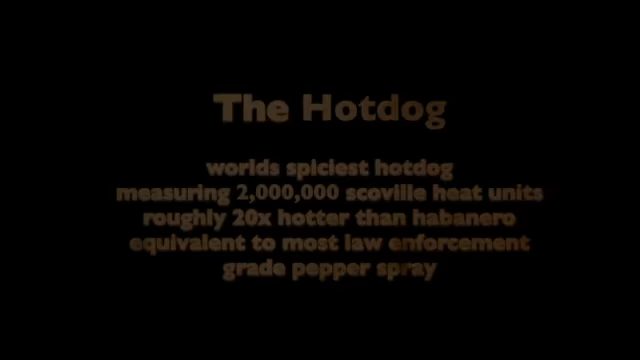 The Hotdog
worlds spiciest hotdog
measuring 2,000,000 scoville heat units
roughly 20x hotter than habanero
equivalent to most law enforcement
grade pepper spray